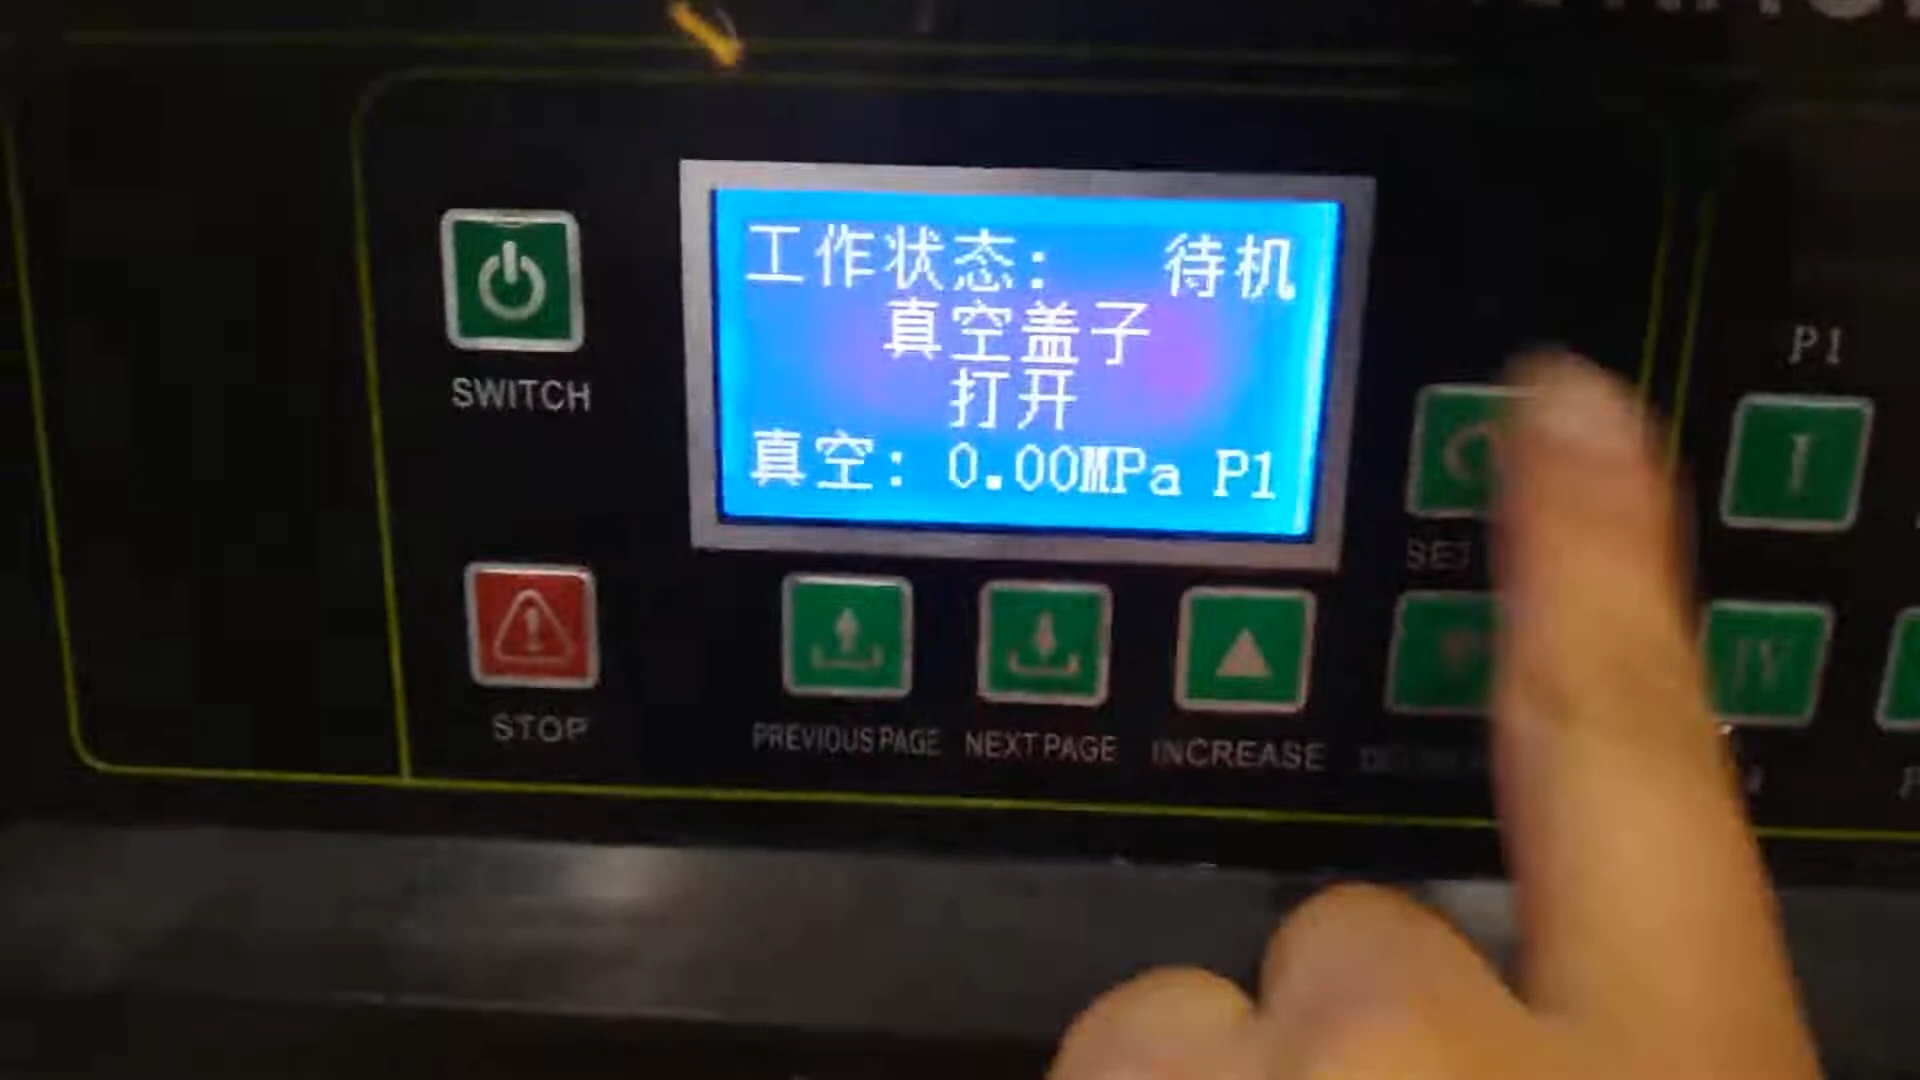 工作状态: 待机
真空盖子
打开
真空: 0.00MPa P1
SWITCH
SET
P1
I
IV
STOP
PREVIOUS PAGE
NEXT PAGE
INCREASE